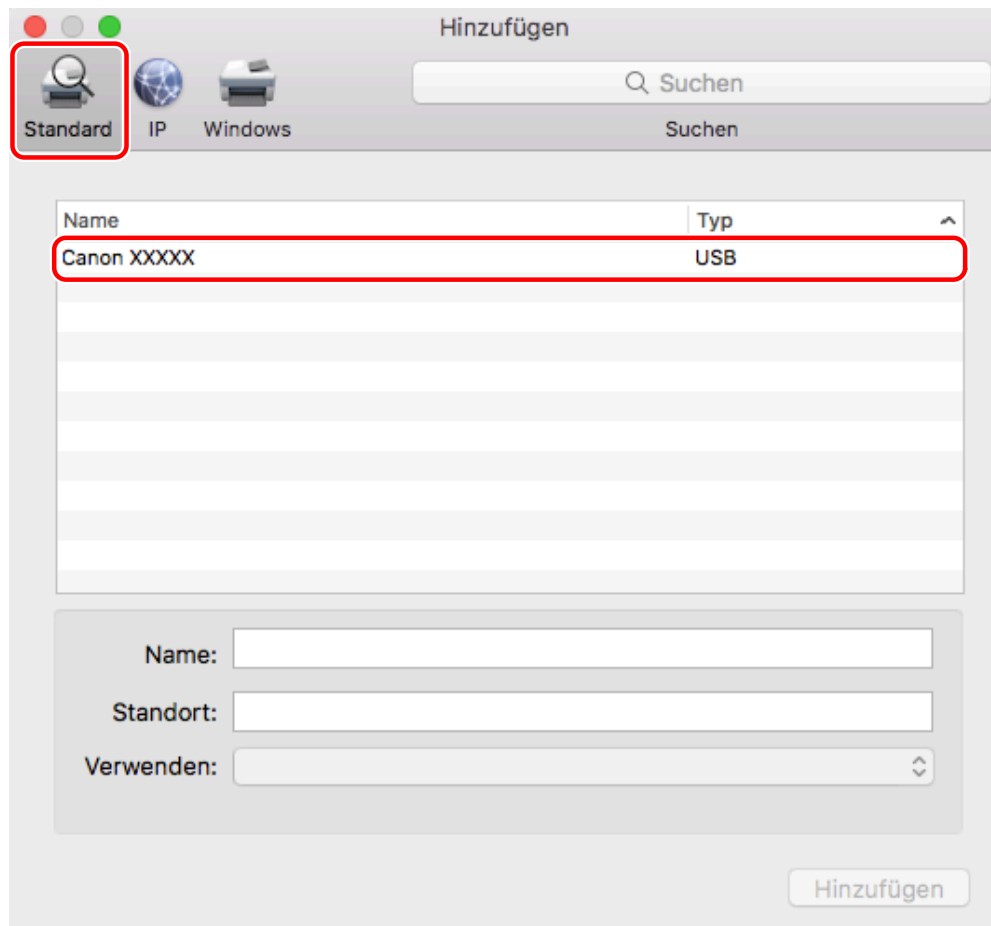 Hinzufügen
Suchen
Standard IP Windows Suchen
Name Typ
Canon XXXXX USB
Name:
Standort:
Verwenden:
Hinzufügen